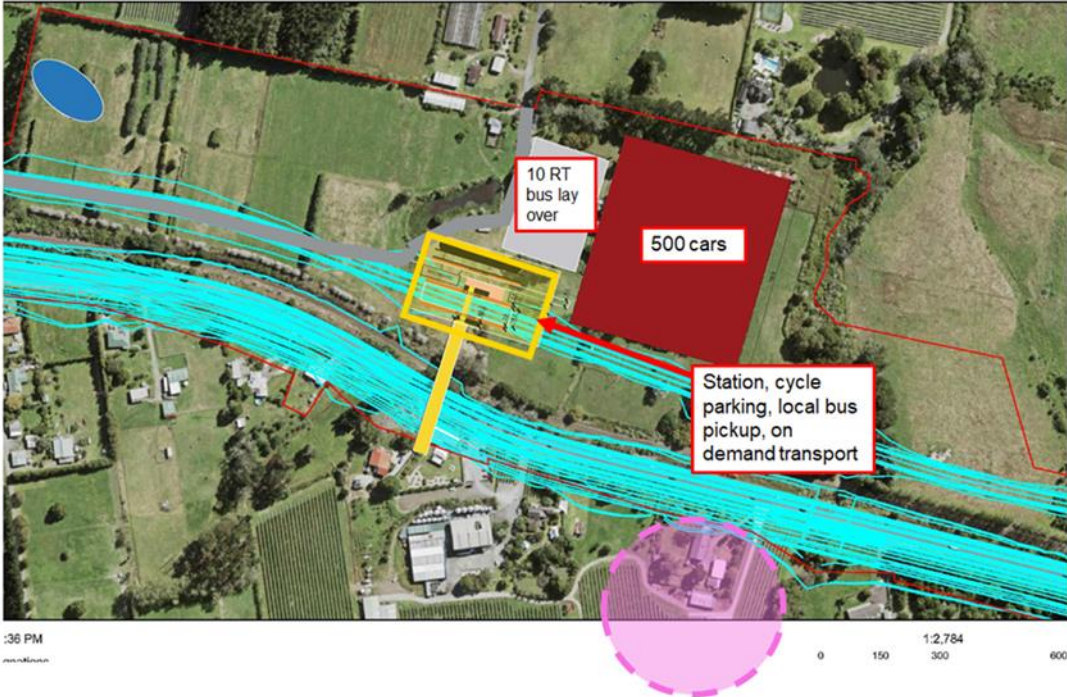 10 RT
bus lay
over
500 cars
Station, cycle
parking, local bus
pickup, on
demand transport
:36 PM
1:2,784
0 150 300 600